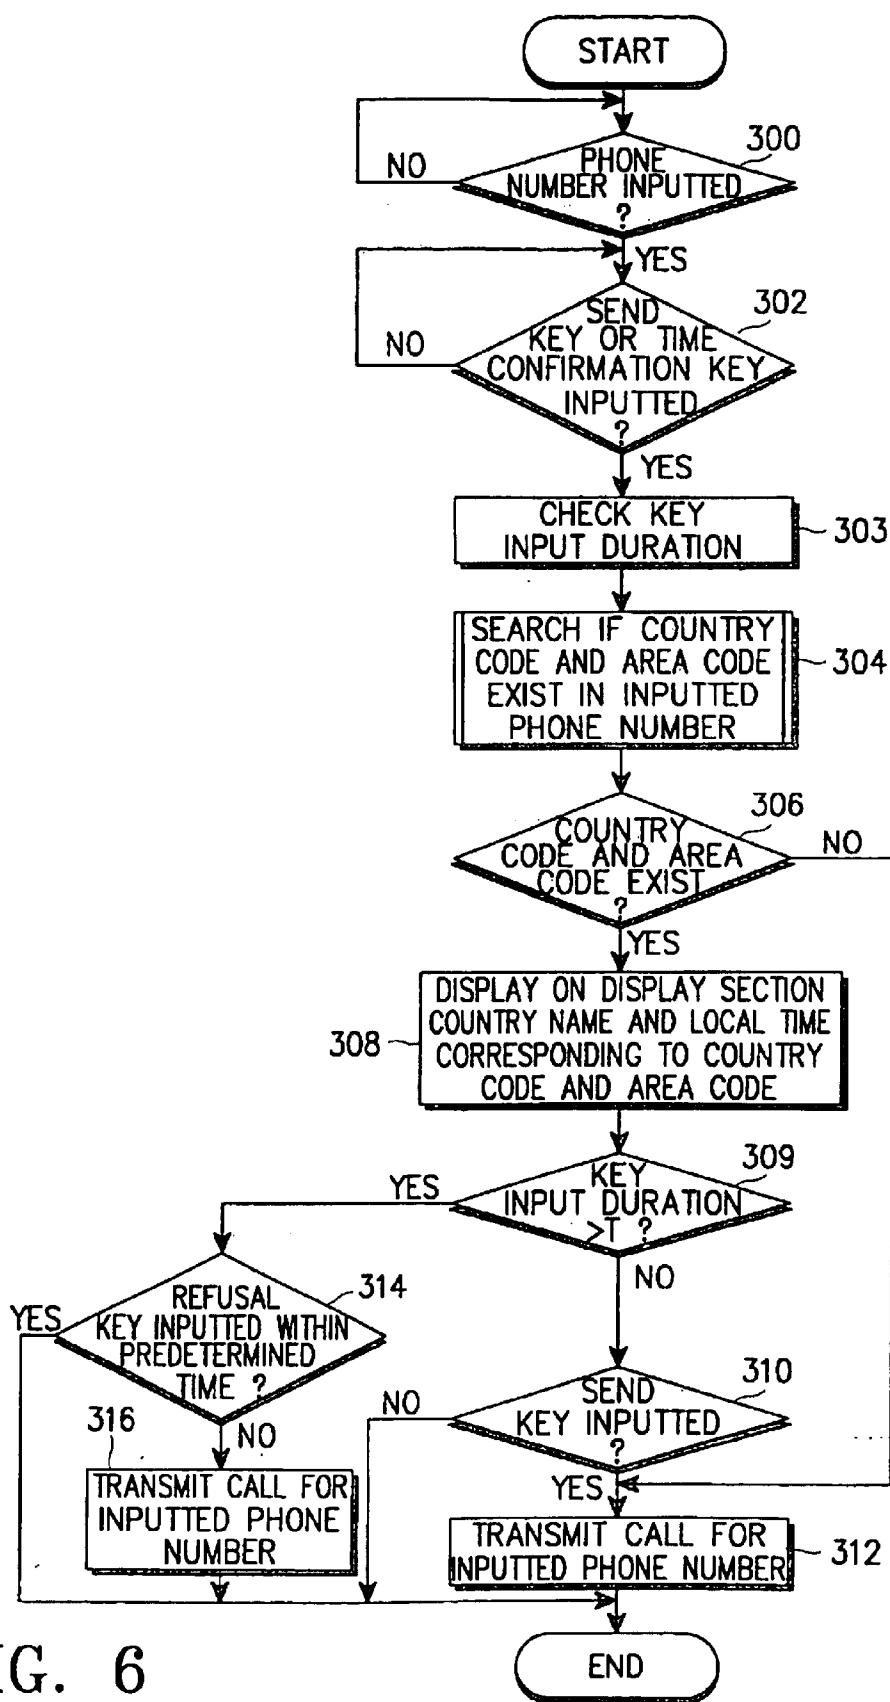 START
300
PHONE
NUMBER INPUTTED
?
NO
YES
302
SEND
KEY OR TIME
CONFIRMATION KEY
INPUTTED
?
NO
YES
CHECK KEY
INPUT DURATION
303
SEARCH IF COUNTRY
CODE AND AREA CODE
EXIST IN INPUTTED
PHONE NUMBER
304
306
COUNTRY
CODE AND AREA
CODE EXIST
?
NO
YES
DISPLAY ON DISPLAY SECTION
COUNTRY NAME AND LOCAL TIME
CORRESPONDING TO COUNTRY
CODE AND AREA CODE
308
309
KEY
INPUT DURATION
>T ?
YES
NO
314
REFUSAL
KEY INPUTTED WITHIN
PREDETERMINED
TIME ?
YES
NO
310
SEND
KEY INPUTTED
?
NO
YES
316
TRANSMIT CALL FOR
INPUTTED PHONE
NUMBER
TRANSMIT CALL FOR
INPUTTED PHONE NUMBER
312
END
IG. 6